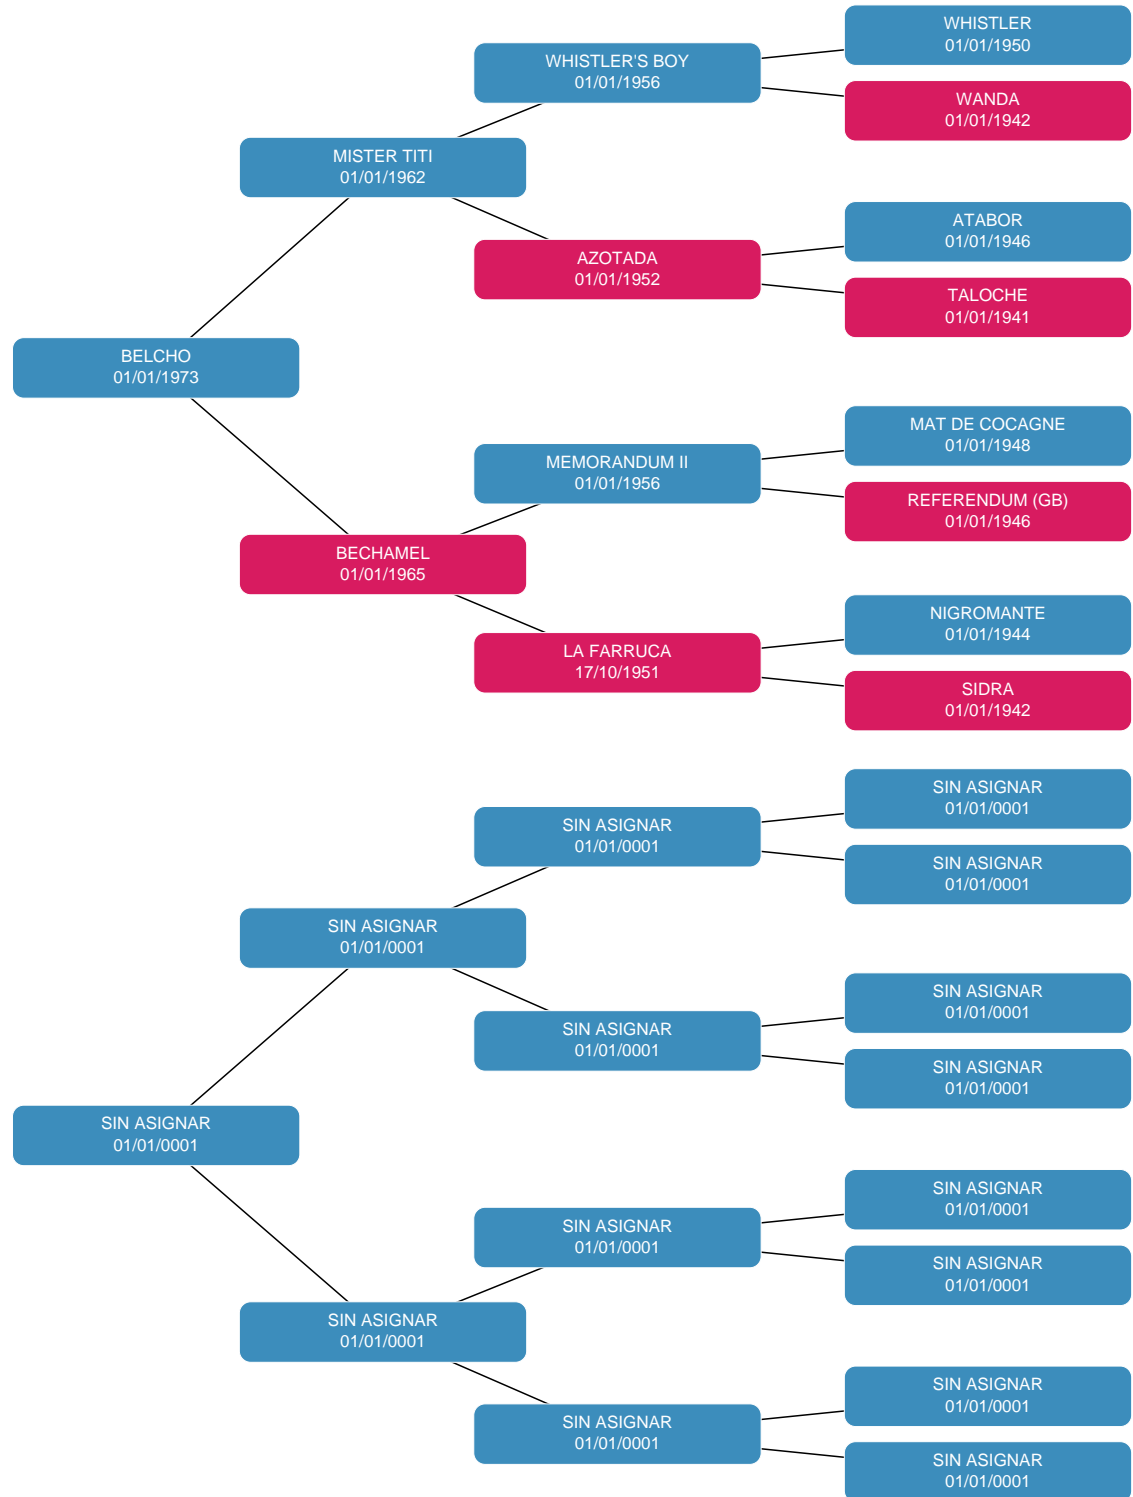 WHISTLER
01/01/1950
WHISTLER'S BOY
01/01/1956
WANDA
01/01/1942
MISTER TITI
01/01/1962
ATABOR
01/01/1946
AZOTADA
01/01/1952
TALOCHE
01/01/1941
BELCHO
01/01/1973
MAT DE COCAGNE
01/01/1948
MEMORANDUM II
01/01/1956
REFERENDUM (GB)
01/01/1946
BECHAMEL
01/01/1965
NIGROMANTE
01/01/1944
LA FARRUCA
17/10/1951
SIDRA
01/01/1942
SIN ASIGNAR
01/01/0001
SIN ASIGNAR
01/01/0001
SIN ASIGNAR
01/01/0001
SIN ASIGNAR
01/01/0001
SIN ASIGNAR
01/01/0001
SIN ASIGNAR
01/01/0001
SIN ASIGNAR
01/01/0001
SIN ASIGNAR
01/01/0001
SIN ASIGNAR
01/01/0001
SIN ASIGNAR
01/01/0001
SIN ASIGNAR
01/01/0001
SIN ASIGNAR
01/01/0001
SIN ASIGNAR
01/01/0001
SIN ASIGNAR
01/01/0001
SIN ASIGNAR
01/01/0001